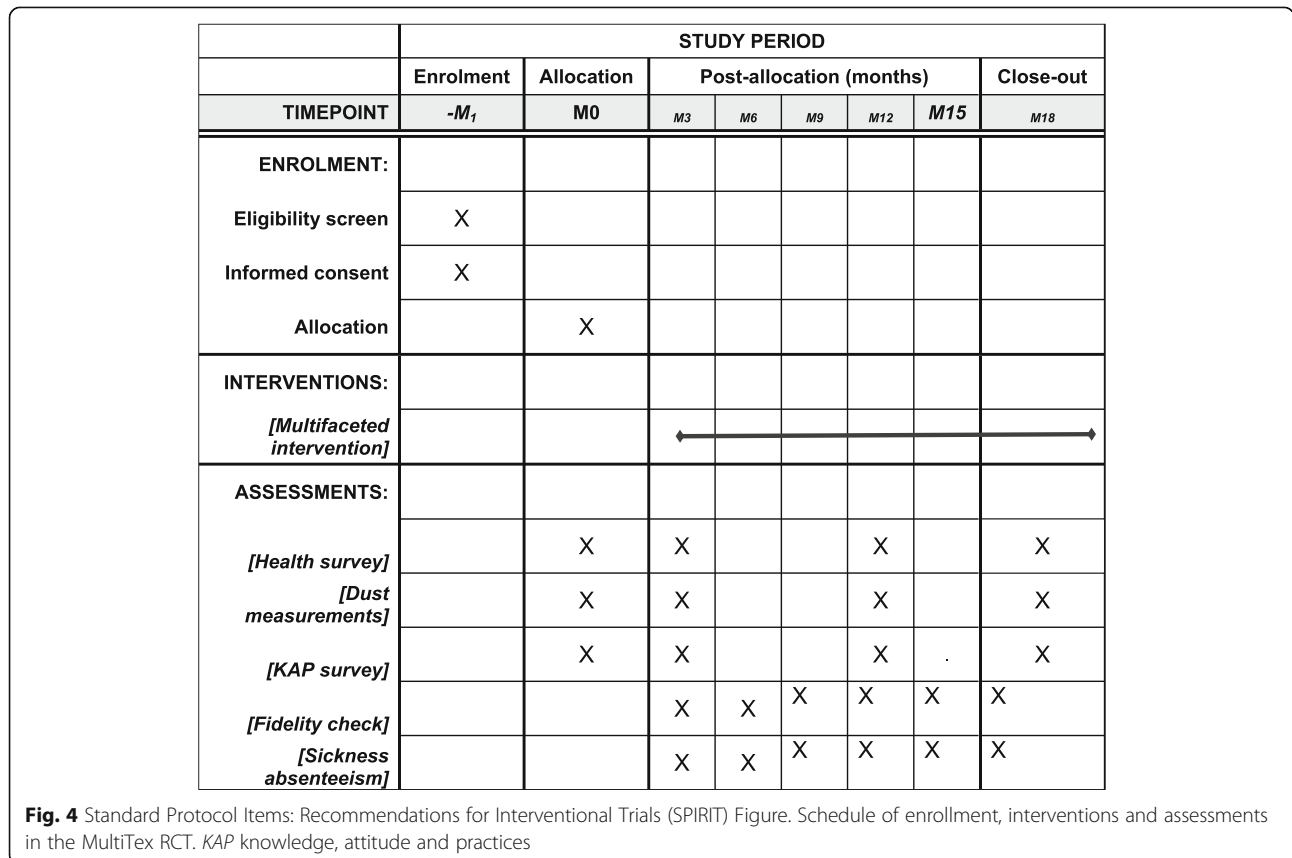 STUDY PERIOD
Enrolment Allocation Post-allocation (months) Close-out
TIMEPOINT -M1 M0 M3 M6 M9 M12 M15 M18
ENROLMENT:
Eligibility screen X
Informed consent X
Allocation X
INTERVENTIONS:
[Multifaceted
intervention]
ASSESSMENTS:
[Health survey] X X X X
[Dust
measurements] X X X X
[KAP survey] X X X . X
[Fidelity check] X X X X X X
[Sickness
absenteeism] X X X X X X
Fig. 4 Standard Protocol Items: Recommendations for Interventional Trials (SPIRIT) Figure. Schedule of enrollment, interventions and assessments
in the MultiTex RCT. KAP knowledge, attitude and practices